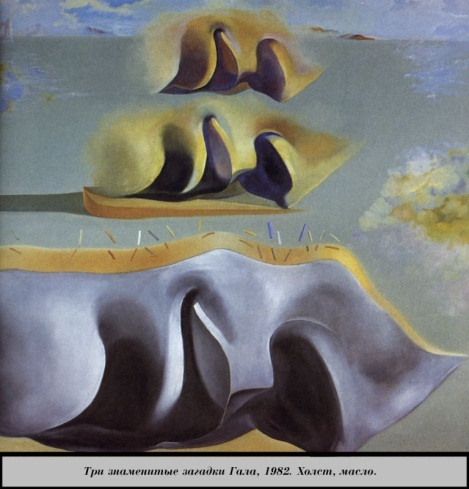 Три знаменитые загадки Гала, 1982. Холст, масло.